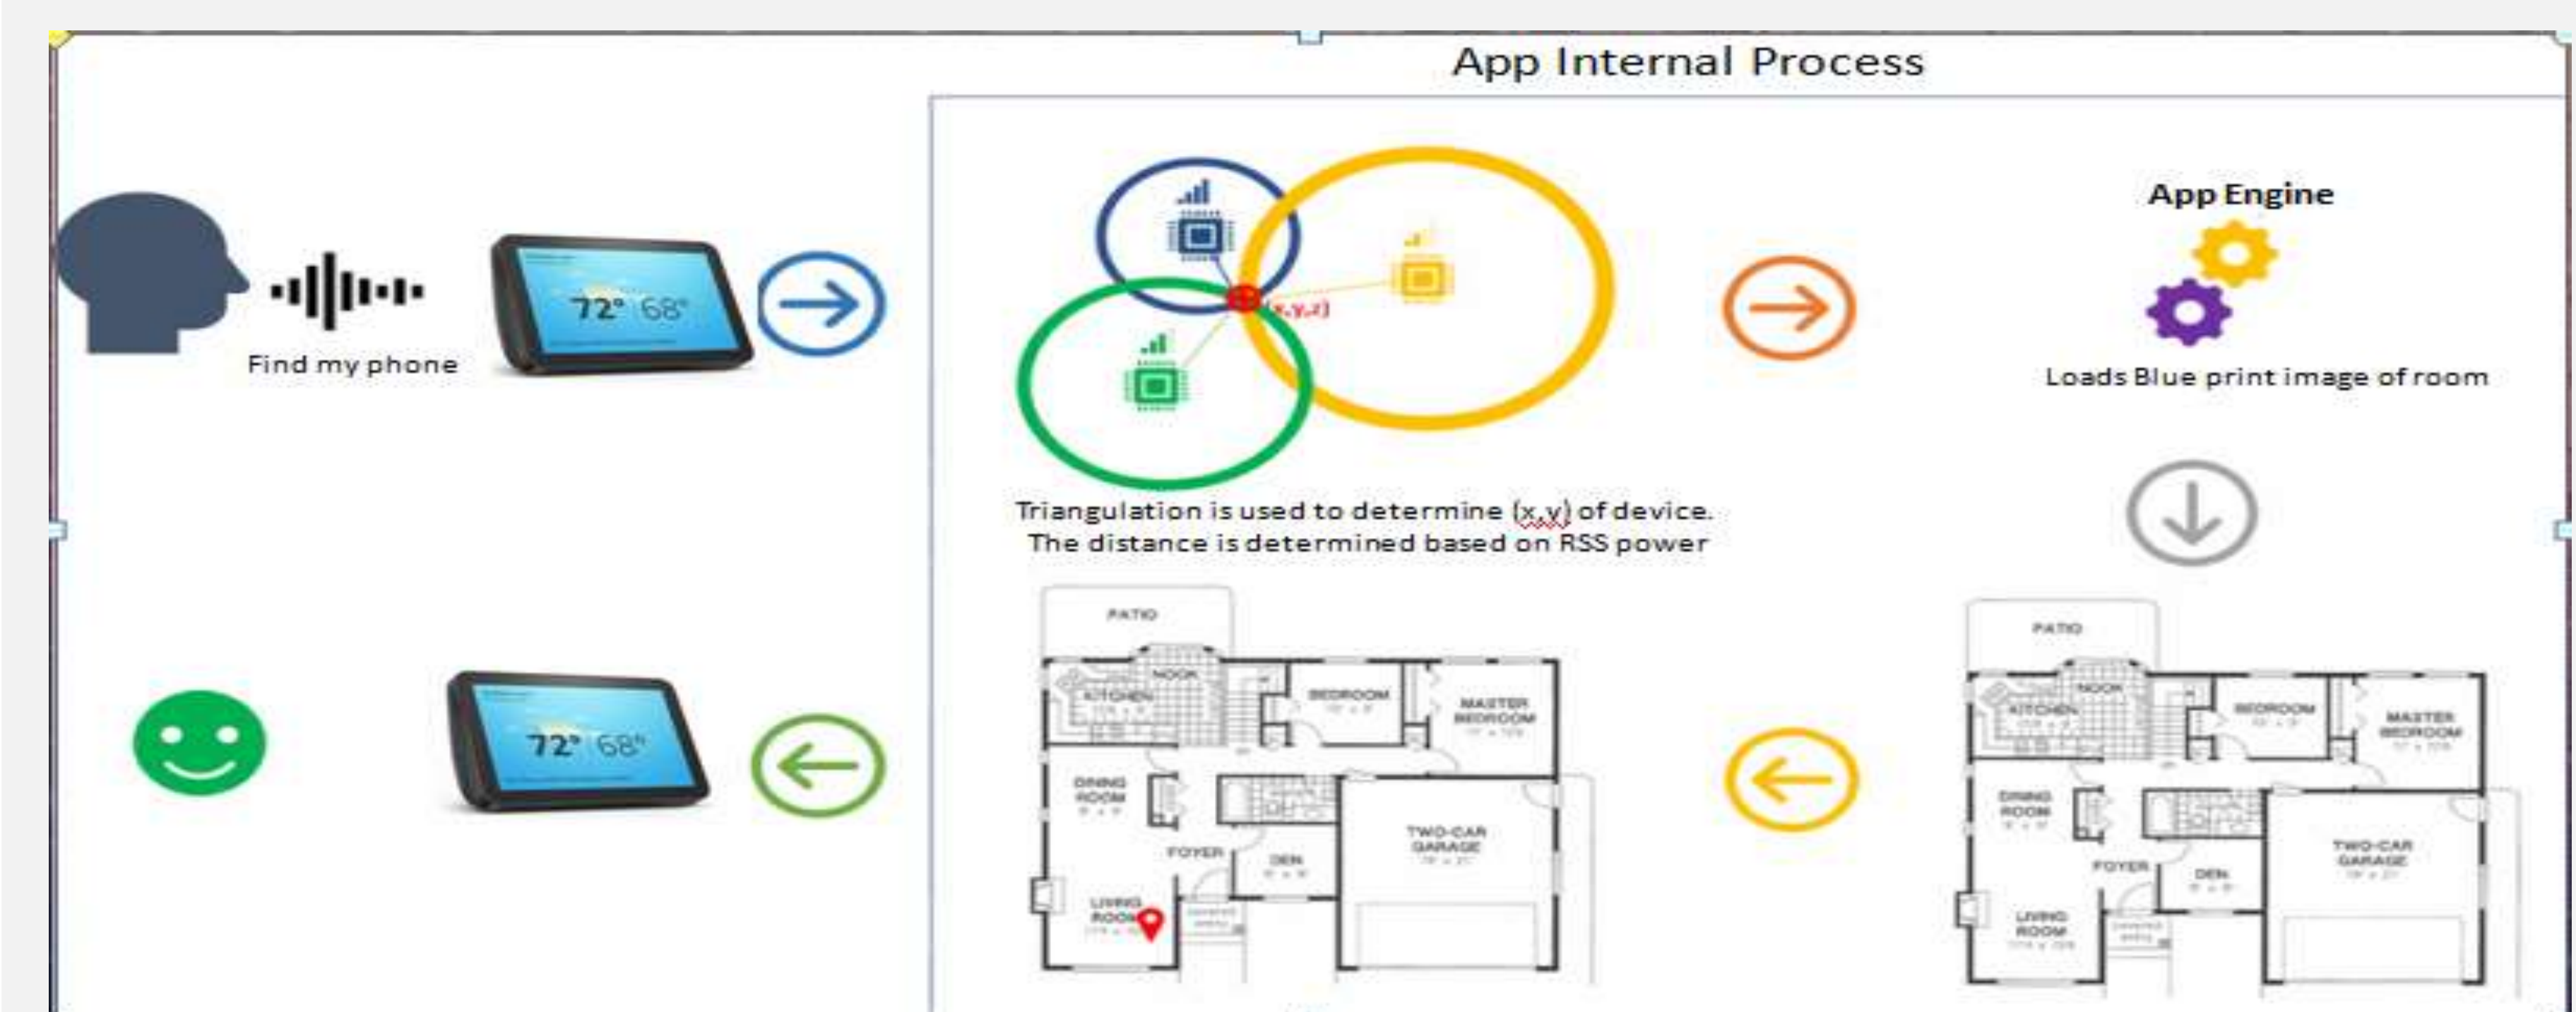 App Internal Process
App Engine
72° 68°
(x,y,z)
Find my phone
Loads Blue print image of room
Triangulation is used to determine (x,y) of device.
The distance is determined based on RSS power
PATIO
NOOK
KITCHEN
BEDROOM
MASTER
BEDROOM
DINING
ROOM
TWO-CAR
GARAGE
FOYER
DEN
LIVING
ROOM
PATIO
NOOK
KITCHEN
BEDROOM
MASTER
BEDROOM
DINING
ROOM
TWO-CAR
GARAGE
FOYER
DEN
LIVING
ROOM
72° 68°